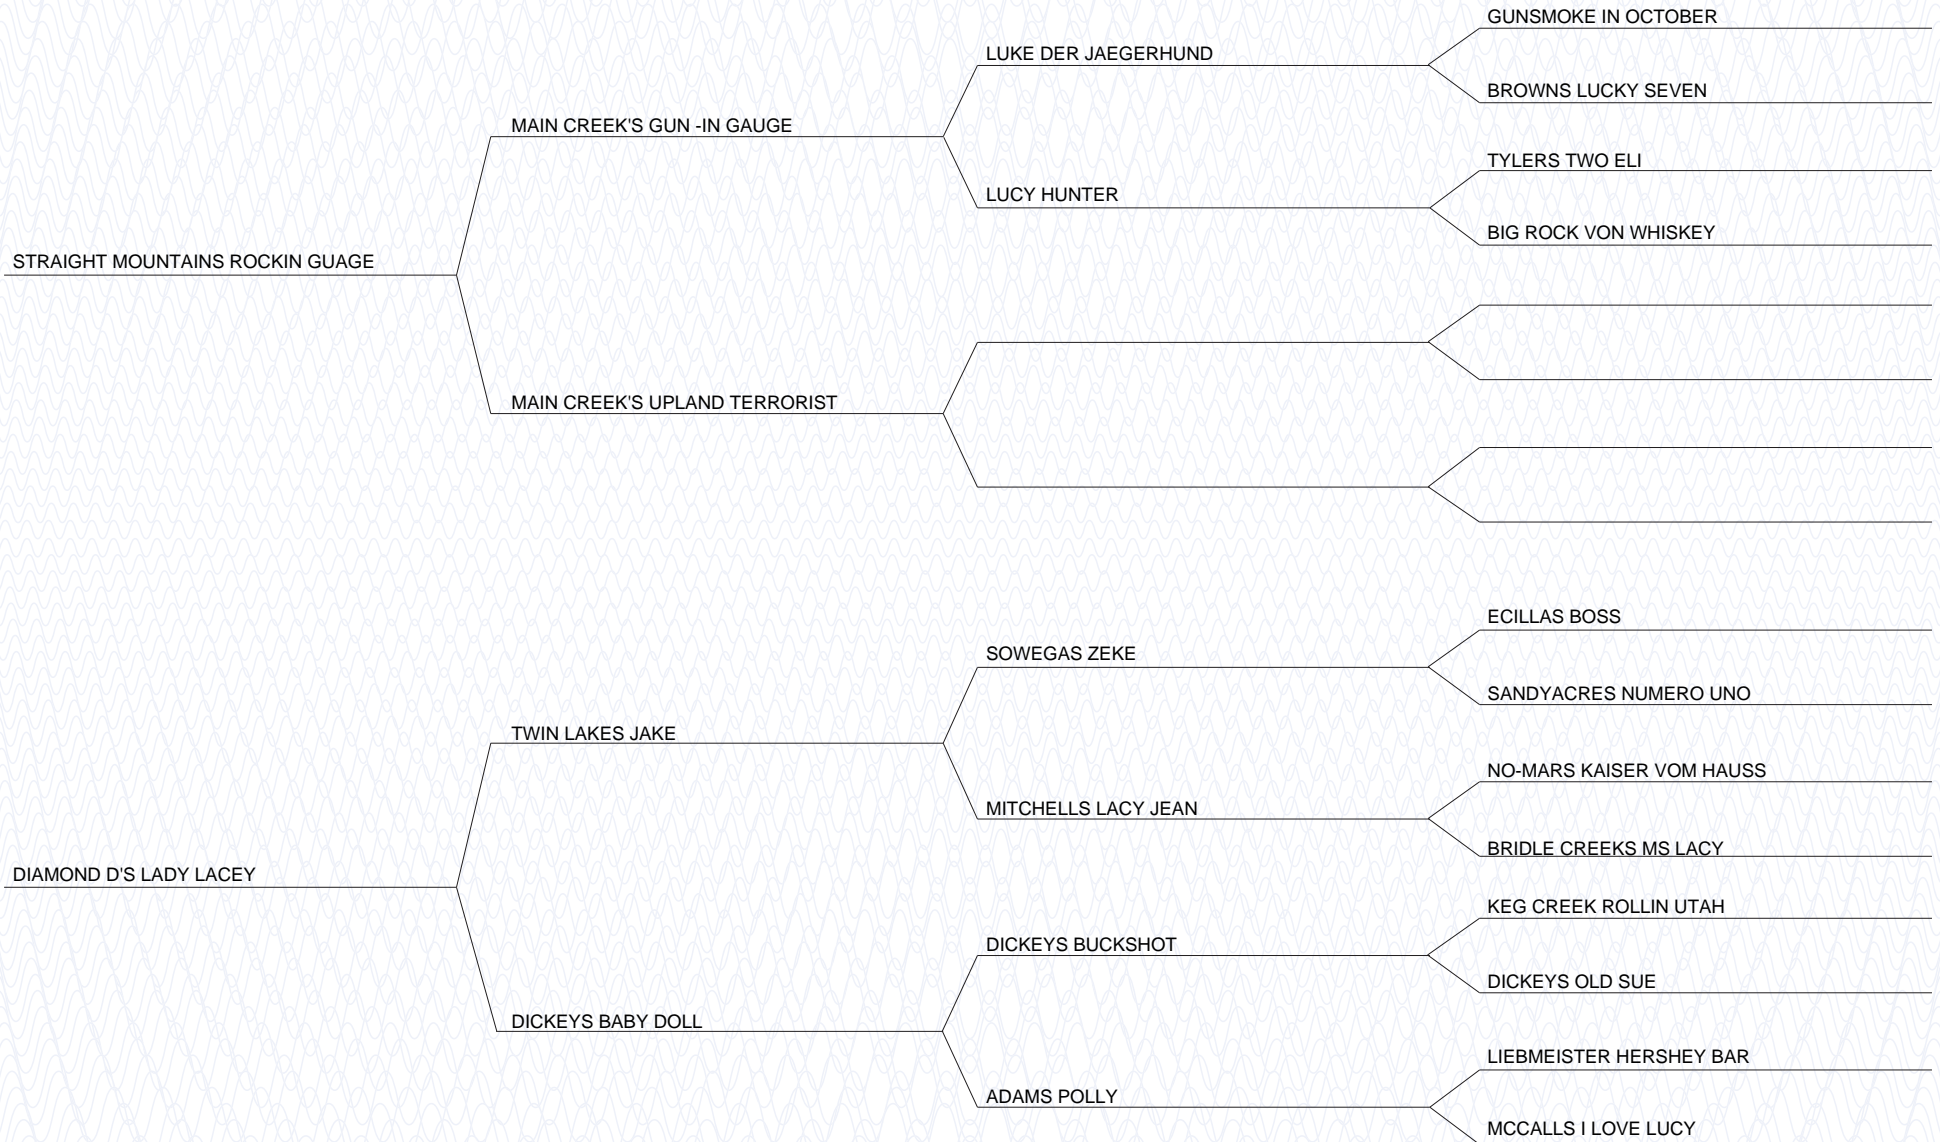 GUNSMOKE IN OCTOBER
LUKE DER JAEGERHUND
BROWNS LUCKY SEVEN
MAIN CREEK'S GUN -IN GAUGE
TYLERS TWO ELI
LUCY HUNTER
BIG ROCK VON WHISKEY
STRAIGHT MOUNTAINS ROCKIN GUAGE
MAIN CREEK'S UPLAND TERRORIST
ECILLAS BOSS
SOWEGAS ZEKE
SANDYACRES NUMERO UNO
TWIN LAKES JAKE
NO-MARS KAISER VOM HAUSS
MITCHELLS LACY JEAN
BRIDLE CREEKS MS LACY
DIAMOND D'S LADY LACEY
KEG CREEK ROLLIN UTAH
DICKEYS BUCKSHOT
DICKEYS OLD SUE
DICKEYS BABY DOLL
LIEBMEISTER HERSHEY BAR
ADAMS POLLY
MCCALLS I LOVE LUCY